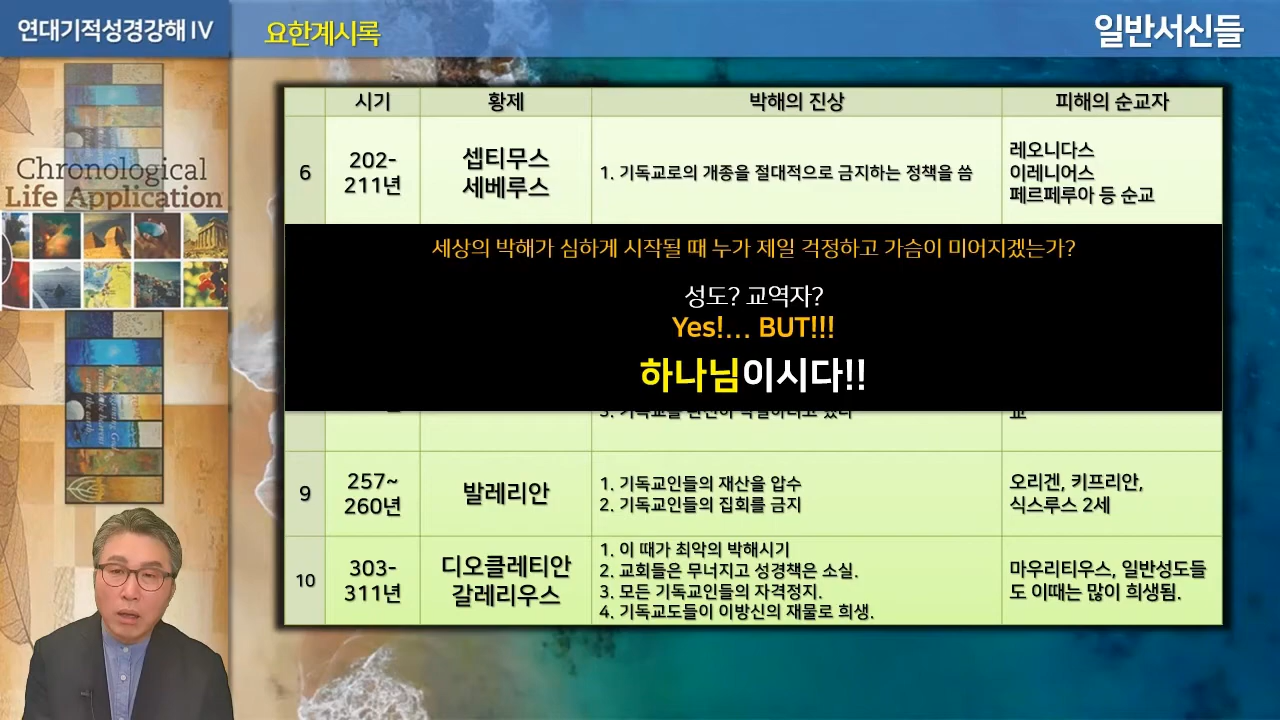 연대기적성경강해 IV
요한계시록
일반서신들
Chronological
Life Application
시기
황제
박해의 진상
피해의 순교자
6
202-
211년
셉티무스
세베루스
1. 기독교로의 개종을 절대적으로 금지하는 정책을 씀
레오니다스
이레니어스
페르페루아 등 순교
세상의 박해가 심하게 시작될 때 누가 제일 걱정하고 가슴이 미어지겠는가?
성도? 교역자?
Yes!... BUT!!!
하나님이시다!!
교
9
257~
260년
발레리안
1. 기독교인들의 재산을 압수
2. 기독교인들의 집회를 금지
오리겐, 키프리안,
식스루스 2세
10
303-
311년
디오클레티안
갈레리우스
1. 이 때가 최악의 박해시기
2. 교회들은 무너지고 성경책은 소실.
3. 모든 기독교인들의 자격정지.
4. 기독교도들이 이방신의 재물로 희생.
마우리티우스, 일반성도들
도 이때는 많이 희생됨.